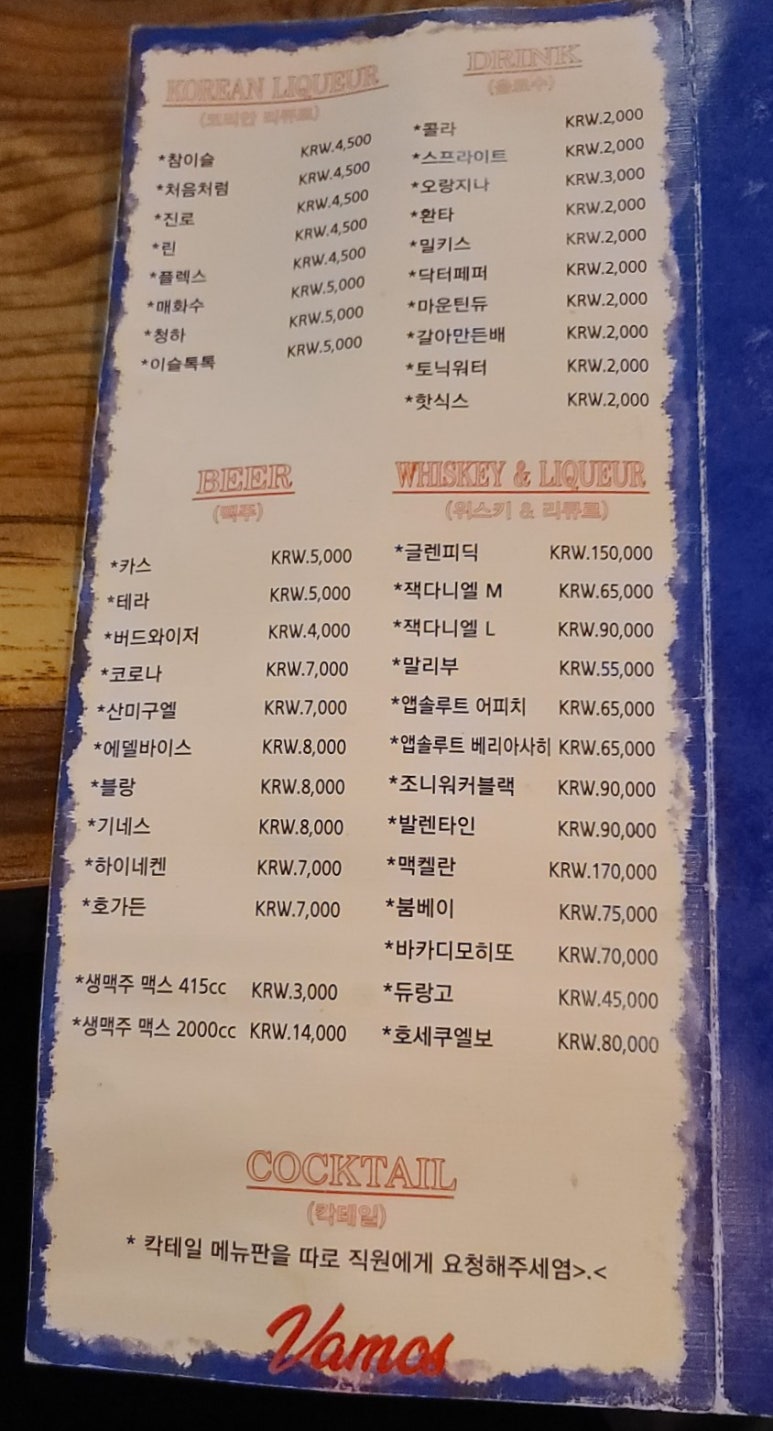 KOREAN LIQUEUR
(코리안 리큐르)
*참이슬 KRW.4,500
*처음처럼 KRW.4,500
*진로 KRW.4,500
*린 KRW.4,500
*플렉스 KRW.4,500
*매화수 KRW.5,000
*청하 KRW.5,000
*이슬톡톡 KRW.5,000
DRINK
(음료수)
*콜라 KRW.2,000
*스프라이트 KRW.2,000
*오랑지나 KRW.3,000
*환타 KRW.2,000
*밀키스 KRW.2,000
*닥터페퍼 KRW.2,000
*마운틴듀 KRW.2,000
*갈아만든배 KRW.2,000
*토닉워터 KRW.2,000
*핫식스 KRW.2,000
BEER
(맥주)
*카스 KRW.5,000
*테라 KRW.5,000
*버드와이저 KRW.4,000
*코로나 KRW.7,000
*산미구엘 KRW.7,000
*에델바이스 KRW.8,000
*블랑 KRW.8,000
*기네스 KRW.8,000
*하이네켄 KRW.7,000
*호가든 KRW.7,000
*생맥주 맥스 415cc KRW.3,000
*생맥주 맥스 2000cc KRW.14,000
WHISKEY & LIQUEUR
(위스키 & 리큐르)
*글렌피딕 KRW.150,000
*잭다니엘 M KRW.65,000
*잭다니엘 L KRW.90,000
*말리부 KRW.55,000
*앱솔루트 어피치 KRW.65,000
*앱솔루트 베리아사히 KRW.65,000
*조니워커블랙 KRW.90,000
*발렌타인 KRW.90,000
*맥켈란 KRW.170,000
*붐베이 KRW.75,000
*바카디모히또 KRW.70,000
*듀랑고 KRW.45,000
*호세쿠엘보 KRW.80,000
COCKTAIL
(칵테일)
* 칵테일 메뉴판을 따로 직원에게 요청해주세염>.<
Vamos